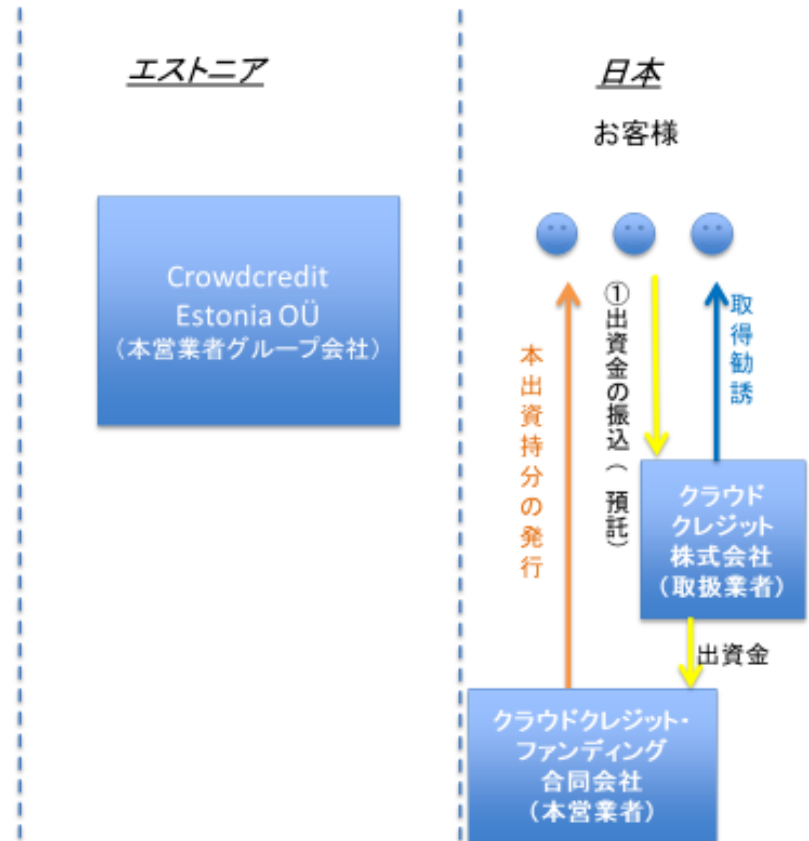 エストニア
日本
お客様
Crowdcredit
Estonia OÜ
（本営業者グループ会社）
本出資持分の発行
①出資金の振込（ 預託）
取得勧誘
クラウド
クレジット
株式会社
（取扱業者）
出資金
クラウドクレジット・
ファンディング
合同会社
（本営業者）